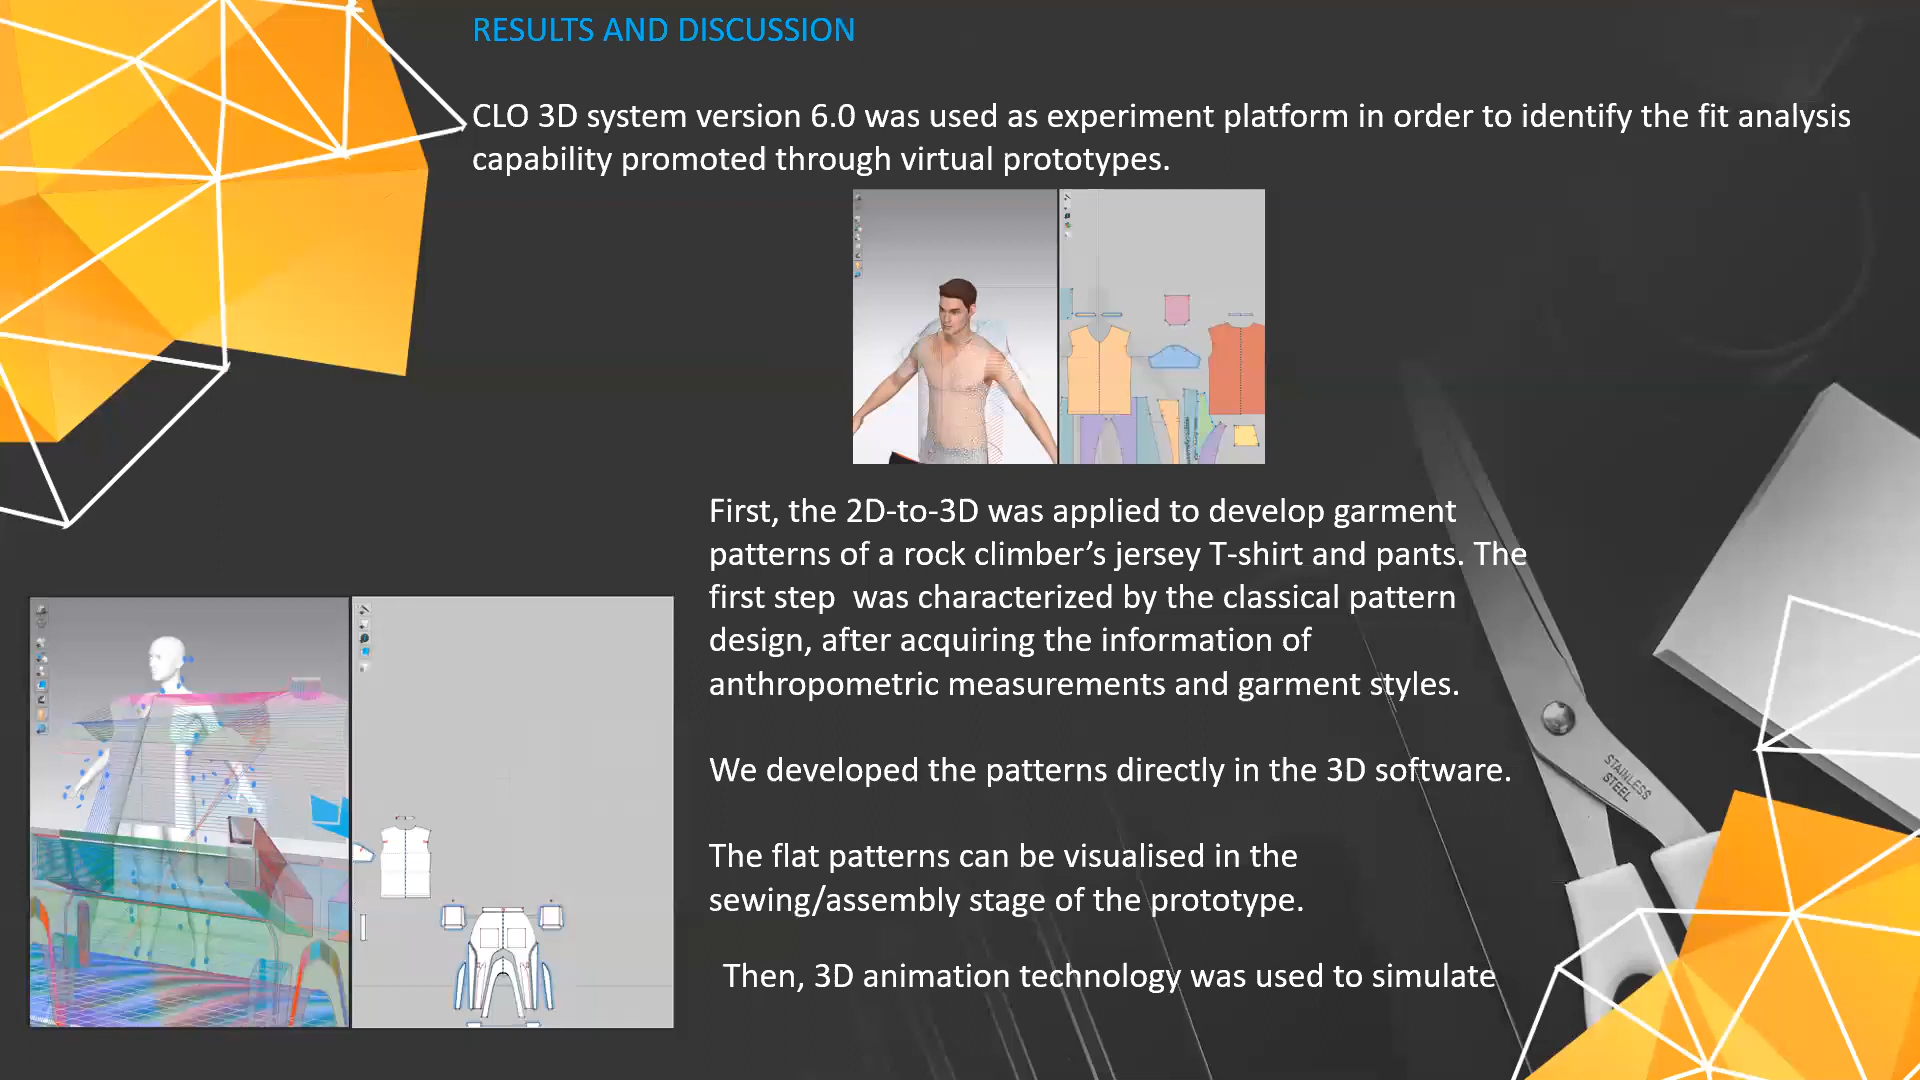 RESULTS AND DISCUSSION
CLO 3D system version 6.0 was used as experiment platform in order to identify the fit analysis
capability promoted through virtual prototypes.
First, the 2D-to-3D was applied to develop garment
patterns of a rock climber’s jersey T-shirt and pants. The
first step  was characterized by the classical pattern
design, after acquiring the information of
anthropometric measurements and garment styles.
We developed the patterns directly in the 3D software.
The flat patterns can be visualised in the
sewing/assembly stage of the prototype.
Then, 3D animation technology was used to simulate
STAINLESS
STEEL